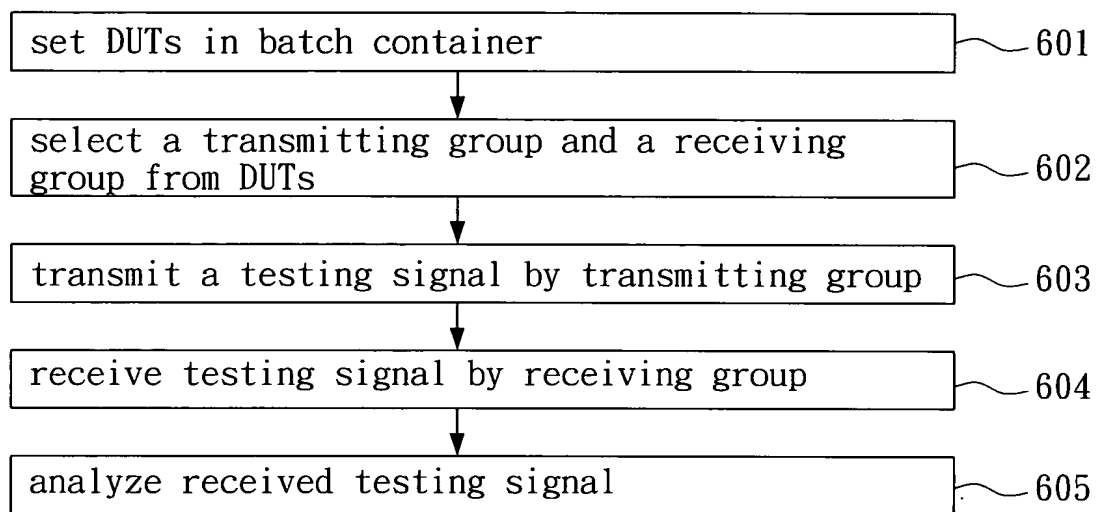 set DUTs in batch container
601
select a transmitting group and a receiving
group from DUTs
602
transmit a testing signal by transmitting group
603
receive testing signal by receiving group
604
analyze received testing signal
605